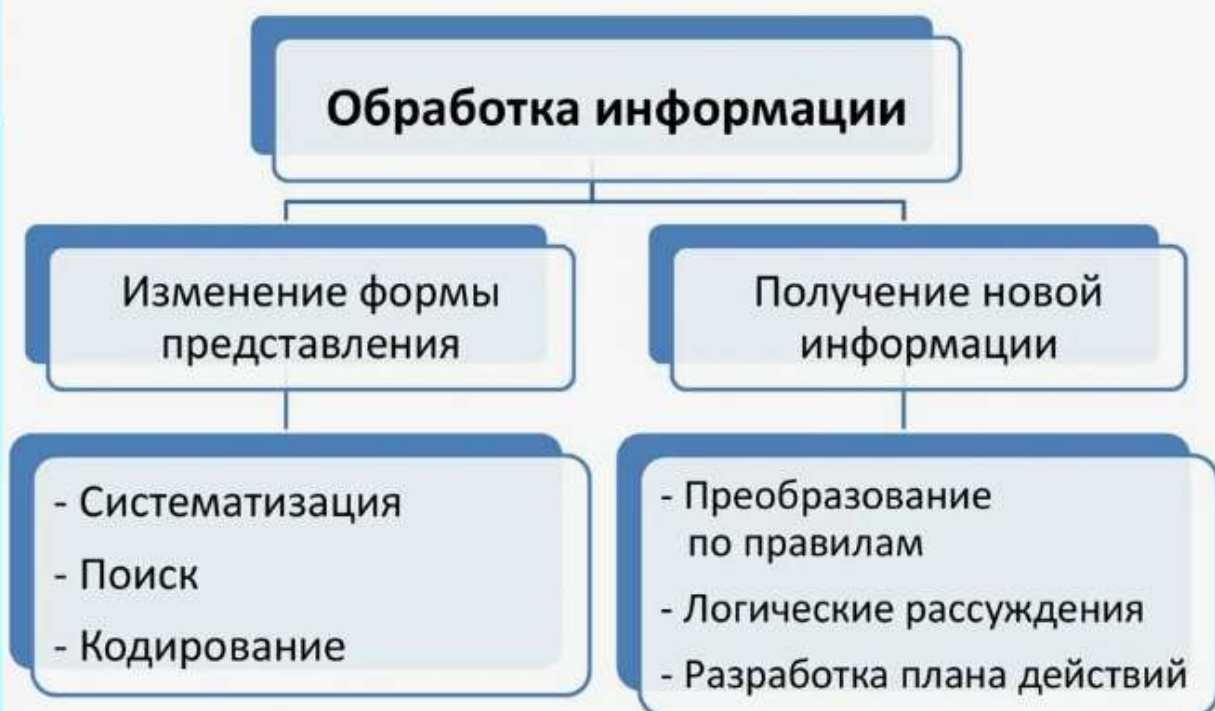 Обработка информации
Изменение формы
представления
Получение новой
информации
- Систематизация
- Поиск
- Кодирование
- Преобразование
по правилам
- Логические рассуждения
- Разработка плана действий